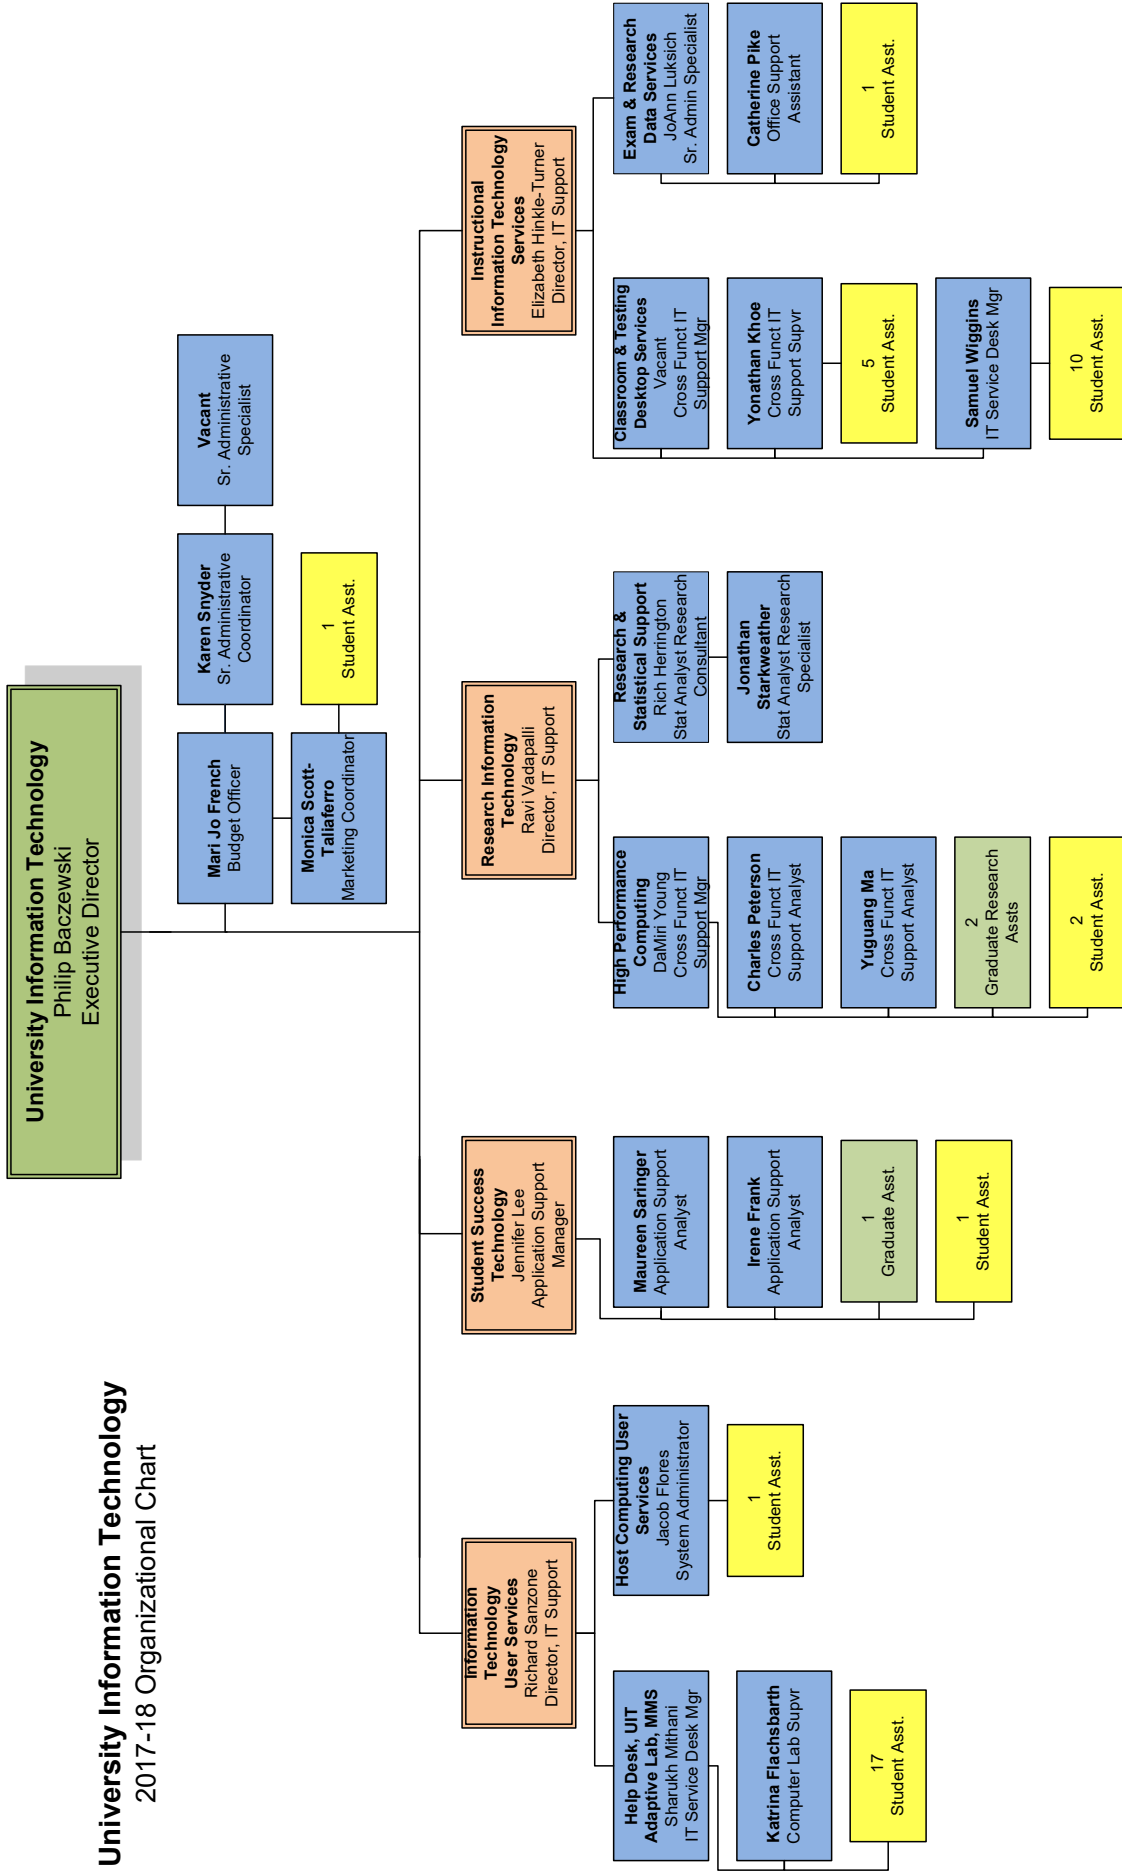 University Information Technology
2017-18 Organizational Chart
University Information Technology
Philip Baczewski
Executive Director
Mari Jo French
Budget Officer
Karen Snyder
Sr. Administrative
Coordinator
Vacant
Sr. Administrative
Specialist
Monica Scott-
Taliaferro
Marketing Coordinator
1
Student Asst.
Information
Technology
User Services
Richard Sanzone
Director, IT Support
Student Success
Technology
Jennifer Lee
Application Support
Manager
Research Information
Technology
Ravi Vadapalli
Director, IT Support
Instructional
Information Technology
Services
Elizabeth Hinkle-Turner
Director, IT Support
Help Desk, UIT
Adaptive Lab, MMS
Sharukh Mithani
IT Service Desk Mgr
Katrina Flachsbarth
Computer Lab Supvr
17
Student Asst.
Host Computing User
Services
Jacob Flores
System Administrator
1
Student Asst.
Maureen Saringer
Application Support
Analyst
Irene Frank
Application Support
Analyst
1
Graduate Asst.
1
Student Asst.
High Performance
Computing
DaMiri Young
Cross Funct IT
Support Mgr
Charles Peterson
Cross Funct IT
Support Analyst
Yuguang Ma
Cross Funct IT
Support Analyst
2
Graduate Research
Assts
2
Student Asst.
Research &
Statistical Support
Rich Herrington
Stat Analyst Research
Consultant
Jonathan
Starkweather
Stat Analyst Research
Specialist
Classroom & Testing
Desktop Services
Vacant
Cross Funct IT
Support Mgr
Yonathan Khoe
Cross Funct IT
Support Supvr
5
Student Asst.
Samuel Wiggins
IT Service Desk Mgr
10
Student Asst.
Exam & Research
Data Services
JoAnn Luksich
Sr. Admin Specialist
Catherine Pike
Office Support
Assistant
1
Student Asst.